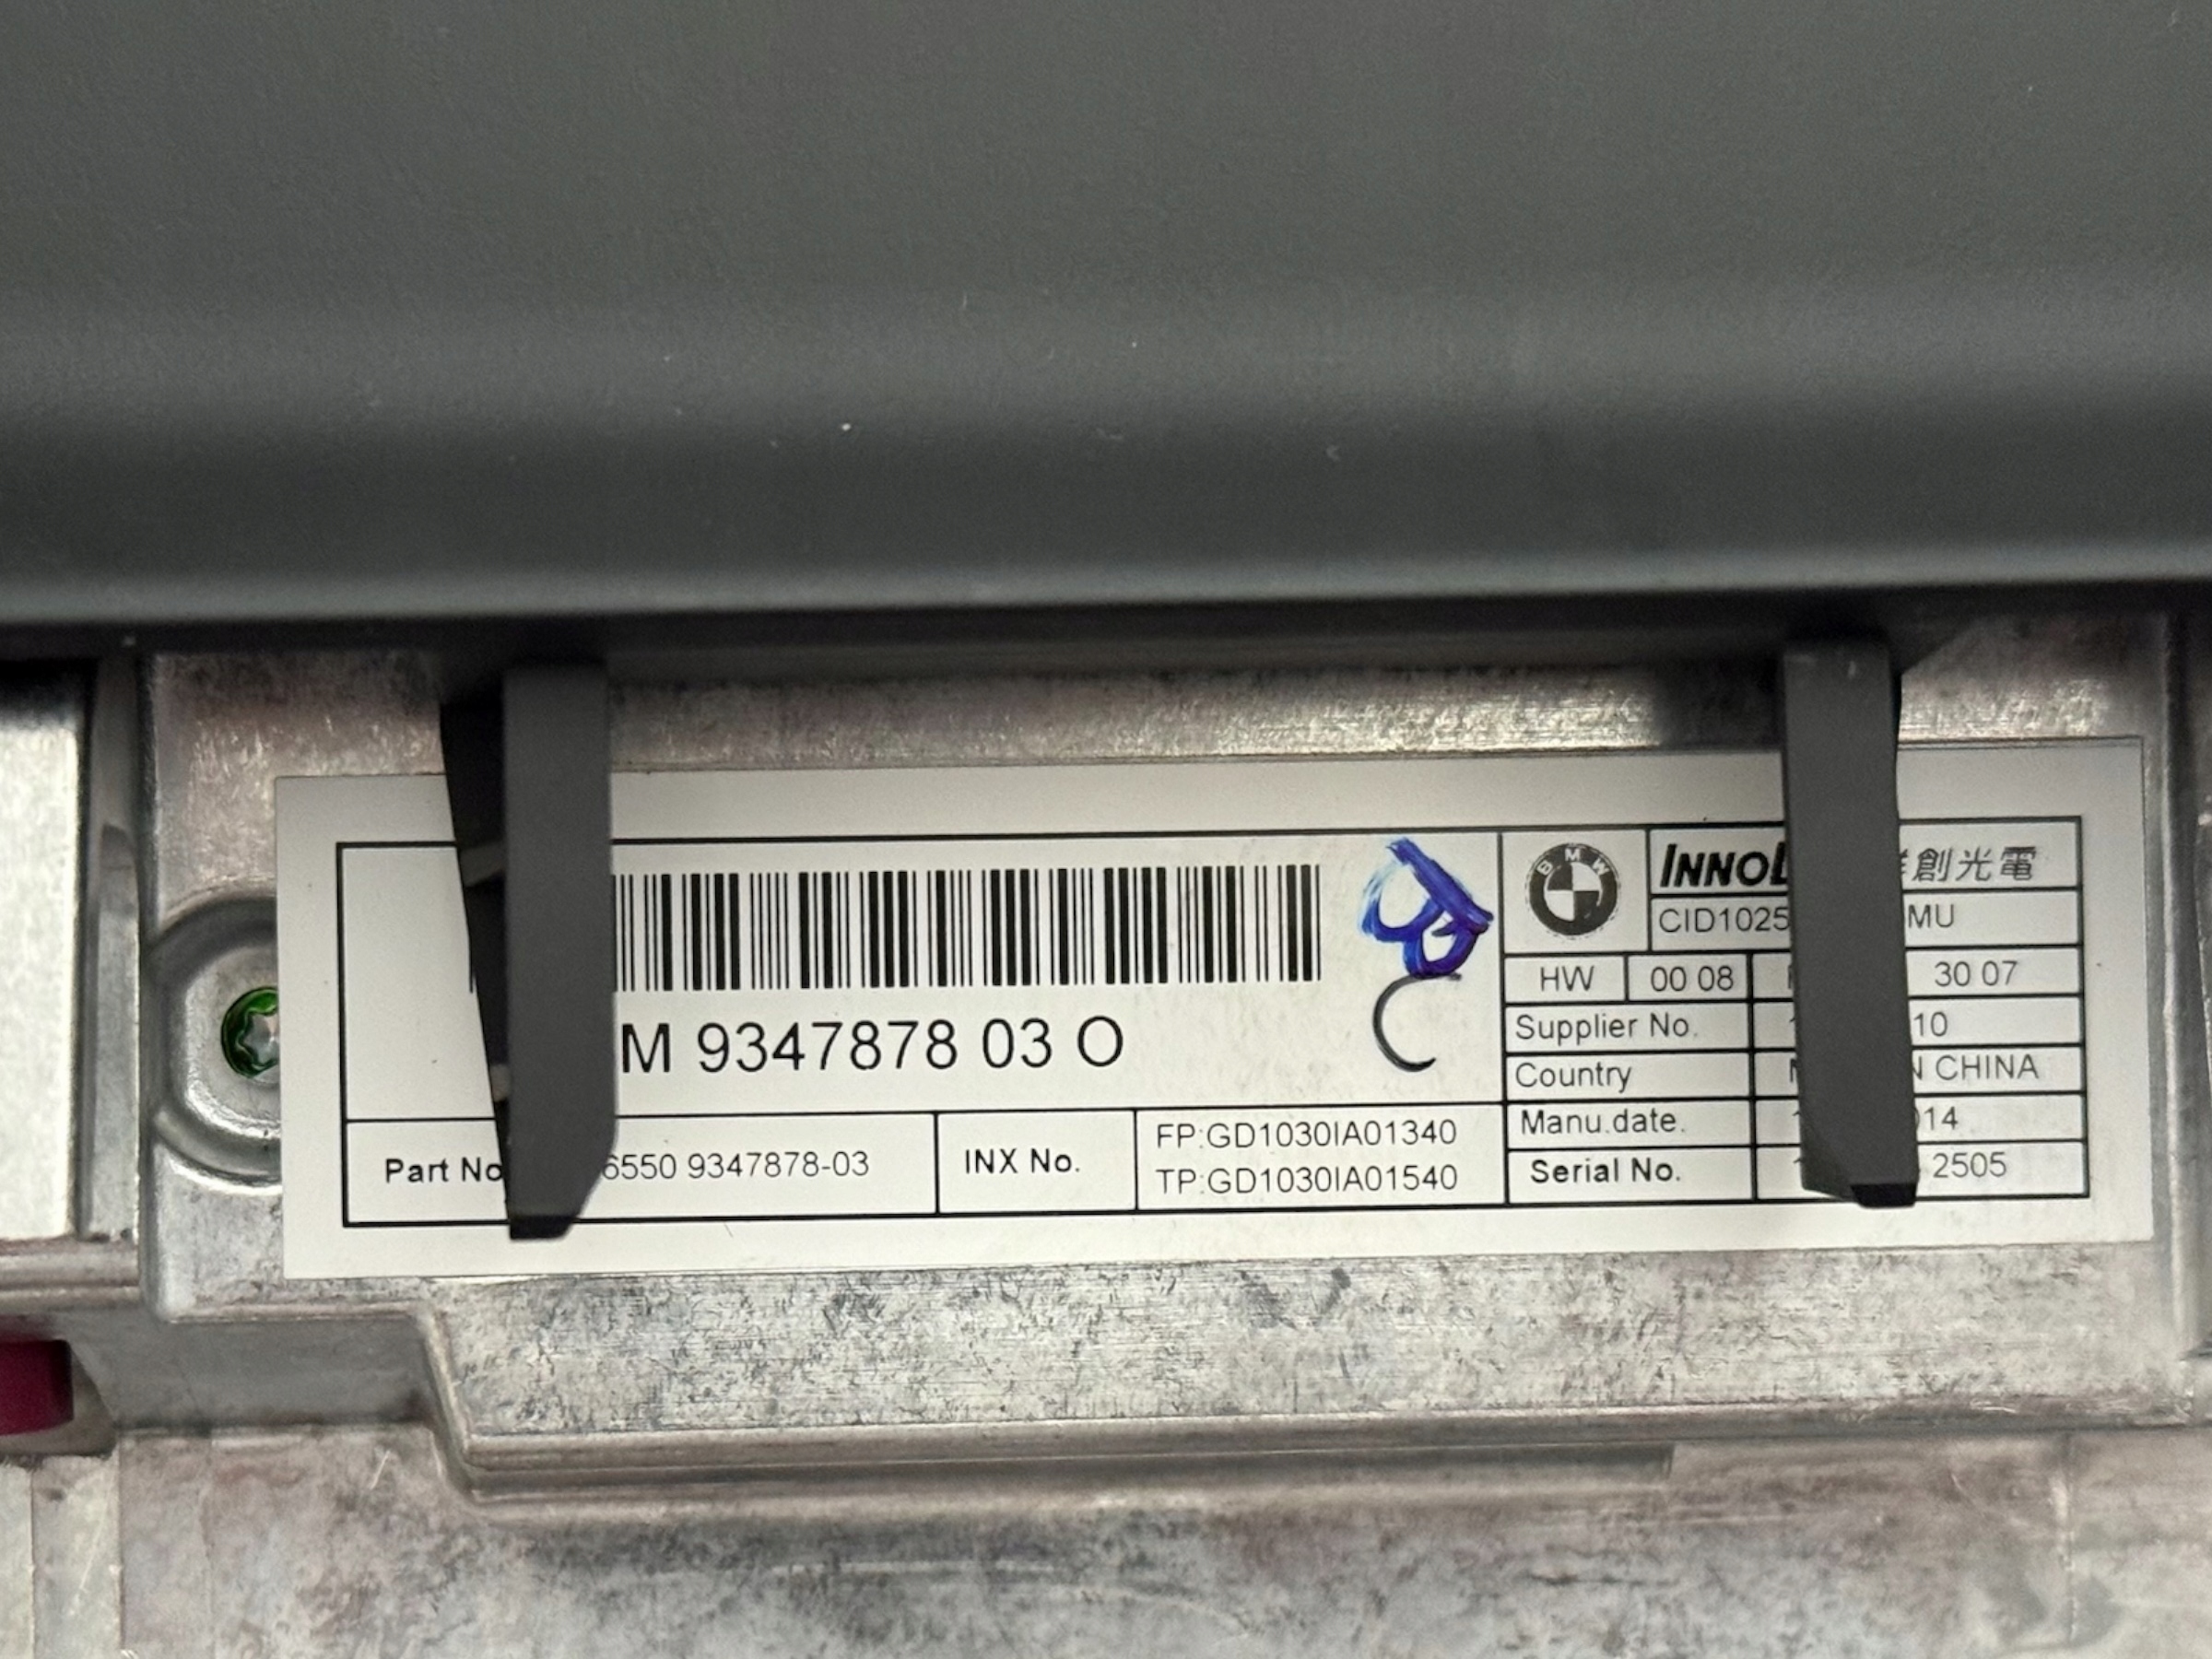 M 9347878 03 O
Part No
6550 9347878-03
INX No.
FP:GD1030IA01340
TP:GD1030IA01540
BMW
創光電
CID1025
MU
HW
00 08
30 07
Supplier No.
10
Country
CHINA
Manu.date.
14
Serial No.
2505
C